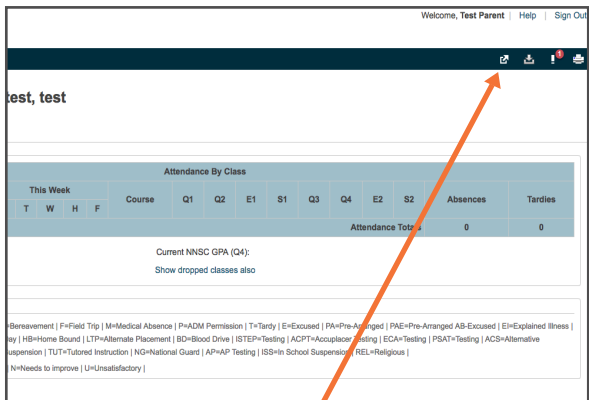 Welcome, Test Parent | Help | Sign Out
1
test, test
Attendance By Class
This Week
Course Q1 Q2 E1 S1 Q3 Q4 E2 S2 Absences Tardies
T W H F
Attendance Totals 0 0
Current NNSC GPA (Q4):
Show dropped classes also
=Bereavement | F=Field Trip | M=Medical Absence | P=ADM Permission | T=Tardy | E=Excused | PA=Pre-Arranged | PAE=Pre-Arranged AB-Excused | EI=Explained Illness |
ay | HB=Home Bound | LTP=Alternate Placement | BD=Blood Drive | ISTEP=Testing | ACPT=Accuplacer Testing | ECA=Testing | PSAT=Testing | ACS=Alternative
uspension | TUT=Tutored Instruction | NG=National Guard | AP=AP Testing | ISS=In School Suspension | REL=Religious |
| N=Needs to improve | U=Unsatisfactory |